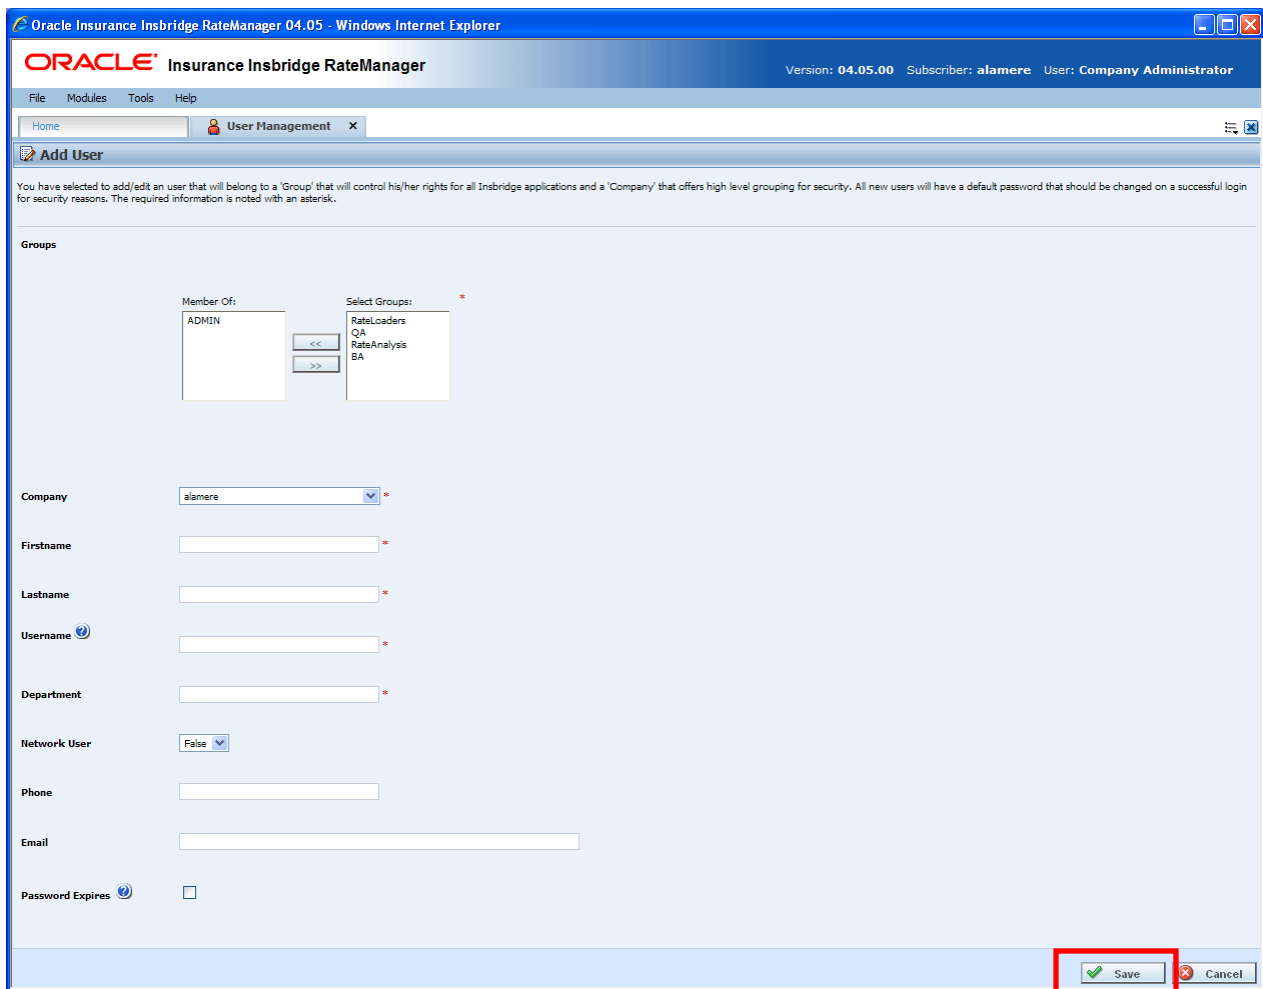 Oracle Insurance Insbridge RateManager 04.05 - Windows Internet Explorer
ORACLE Insurance Insbridge RateManager
Version: 04.05.00 Subscriber: alamere User: Company Administrator
File Modules Tools Help
Home User Management x
Add User
You have selected to add/edit an user that will belong to a 'Group' that will control his/her rights for all Insbridge applications and a 'Company' that offers high level grouping for security. All new users will have a default password that should be changed on a successful login
for security reasons. The required information is noted with an asterisk.
Groups
Member Of: Select Groups: *
ADMIN
RateLoaders
QA
RateAnalysis
BA
<<
>>
Company alamere *
Firstname *
Lastname *
Username ? *
Department *
Network User False
Phone
Email
Password Expires ?
Save Cancel